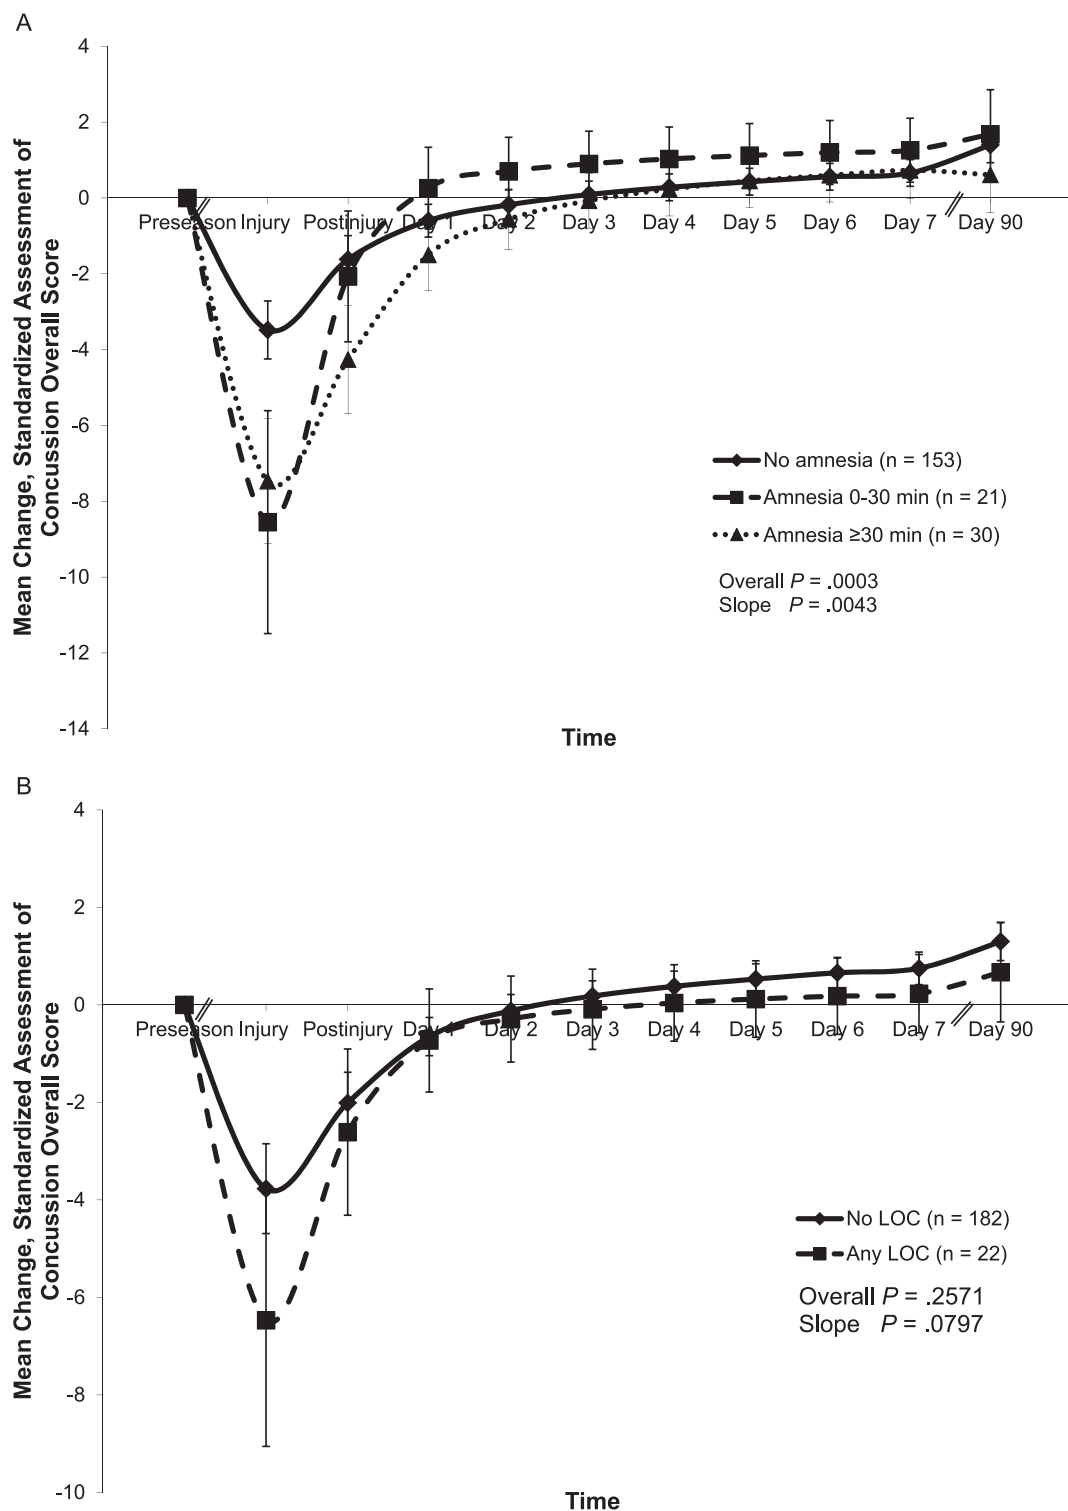 A
Mean Change, Standardized Assessment of
Concussion Overall Score
4
2
0
-2
-4
-6
-8
-10
-12
-14
Preseason Injury Postinjury Day 1 Day 2 Day 3 Day 4 Day 5 Day 6 Day 7 Day 90
No amnesia (n = 153)
Amnesia 0-30 min (n = 21)
Amnesia ≥30 min (n = 30)
Overall P = .0003
Slope P = .0043
Time
B
Mean Change, Standardized Assessment of
Concussion Overall Score
4
2
0
-2
-4
-6
-8
-10
Preseason Injury Postinjury Day 1 Day 2 Day 3 Day 4 Day 5 Day 6 Day 7 Day 90
No LOC (n = 182)
Any LOC (n = 22)
Overall P = .2571
Slope P = .0797
Time